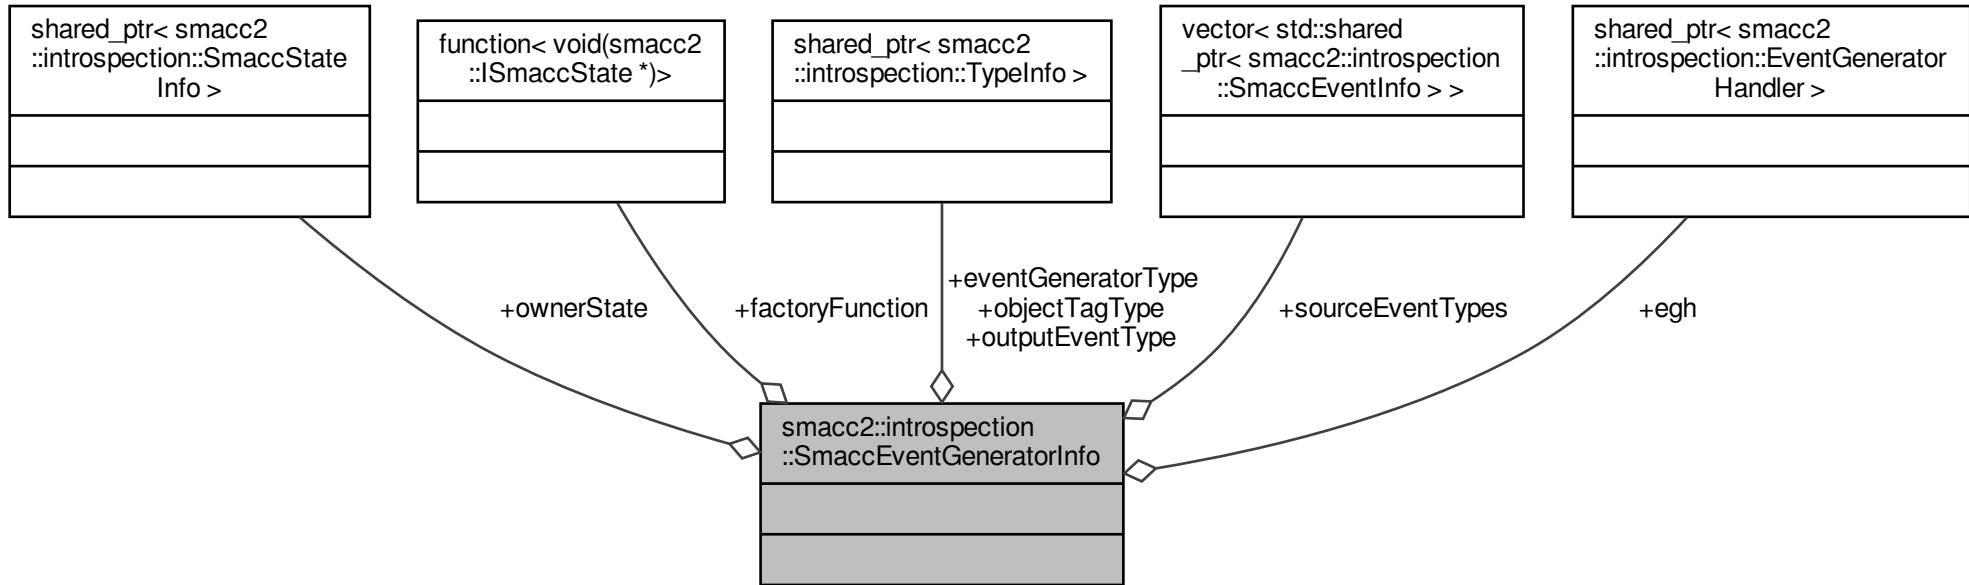 shared_ptr< smacc2
::introspection::SmaccState
Info >
function< void(smacc2
::ISmaccState *)>
shared_ptr< smacc2
::introspection::TypeInfo >
vector< std::shared
_ptr< smacc2::introspection
::SmaccEventInfo > >
shared_ptr< smacc2
::introspection::EventGenerator
Handler >
+ownerState
+factoryFunction
+eventGeneratorType
+objectTagType
+outputEventType
+sourceEventTypes
+egh
smacc2::introspection
::SmaccEventGeneratorInfo